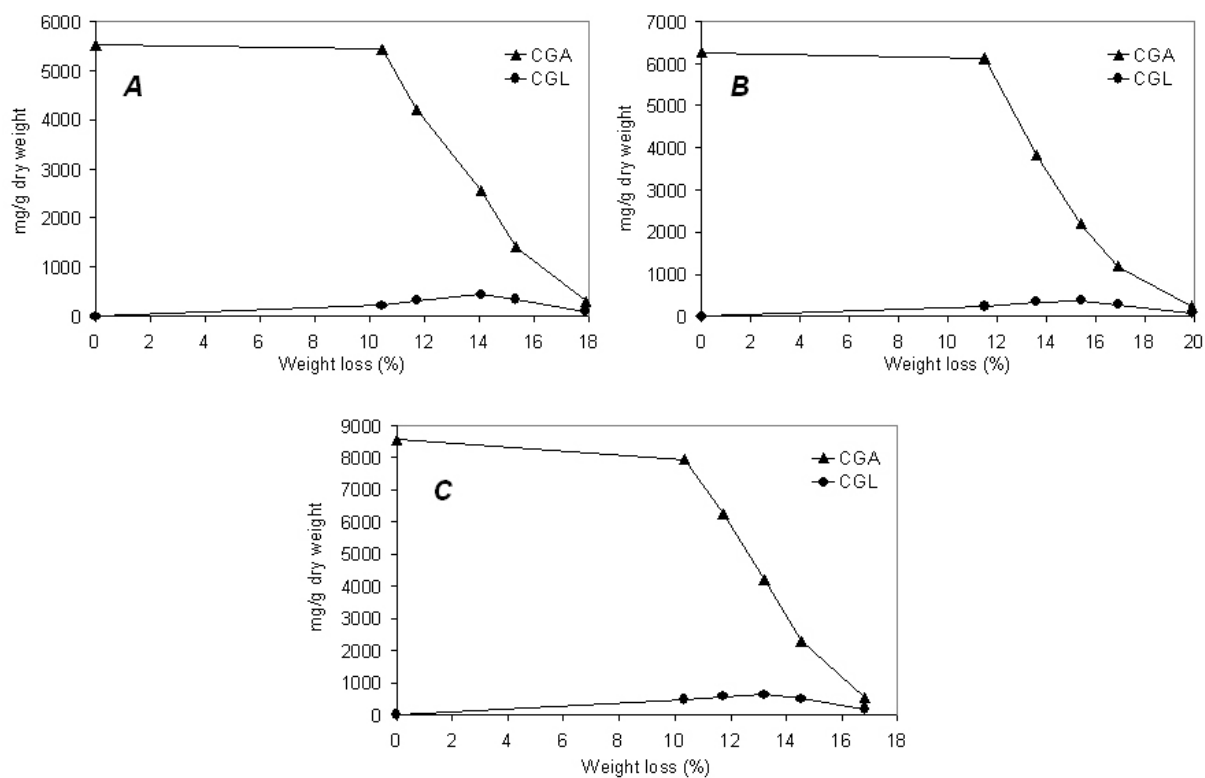 6000
5000
4000
3000
2000
1000
0
mg/g dry weight
A
CGA
CGL
0 2 4 6 8 10 12 14 16 18
Weight loss (%)
7000
6000
5000
4000
3000
2000
1000
0
mg/g dry weight
B
CGA
CGL
0 2 4 6 8 10 12 14 16 18 20
Weight loss (%)
9000
8000
7000
6000
5000
4000
3000
2000
1000
0
mg/g dry weight
C
CGA
CGL
0 2 4 6 8 10 12 14 16 18
Weight loss (%)